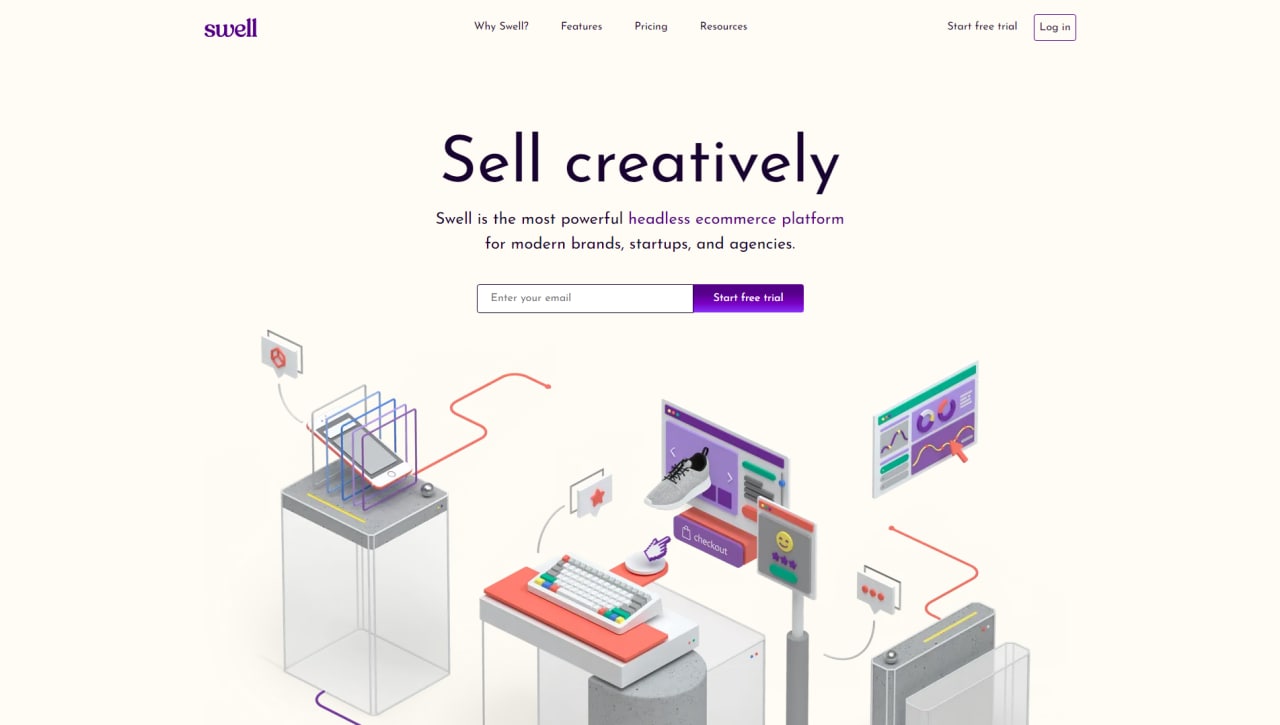 swell
Why Swell?
Features
Pricing
Resources
Start free trial
Log in
Sell creatively
Swell is the most powerful headless ecommerce platform
for modern brands, startups, and agencies.
Enter your email
Start free trial
checkout